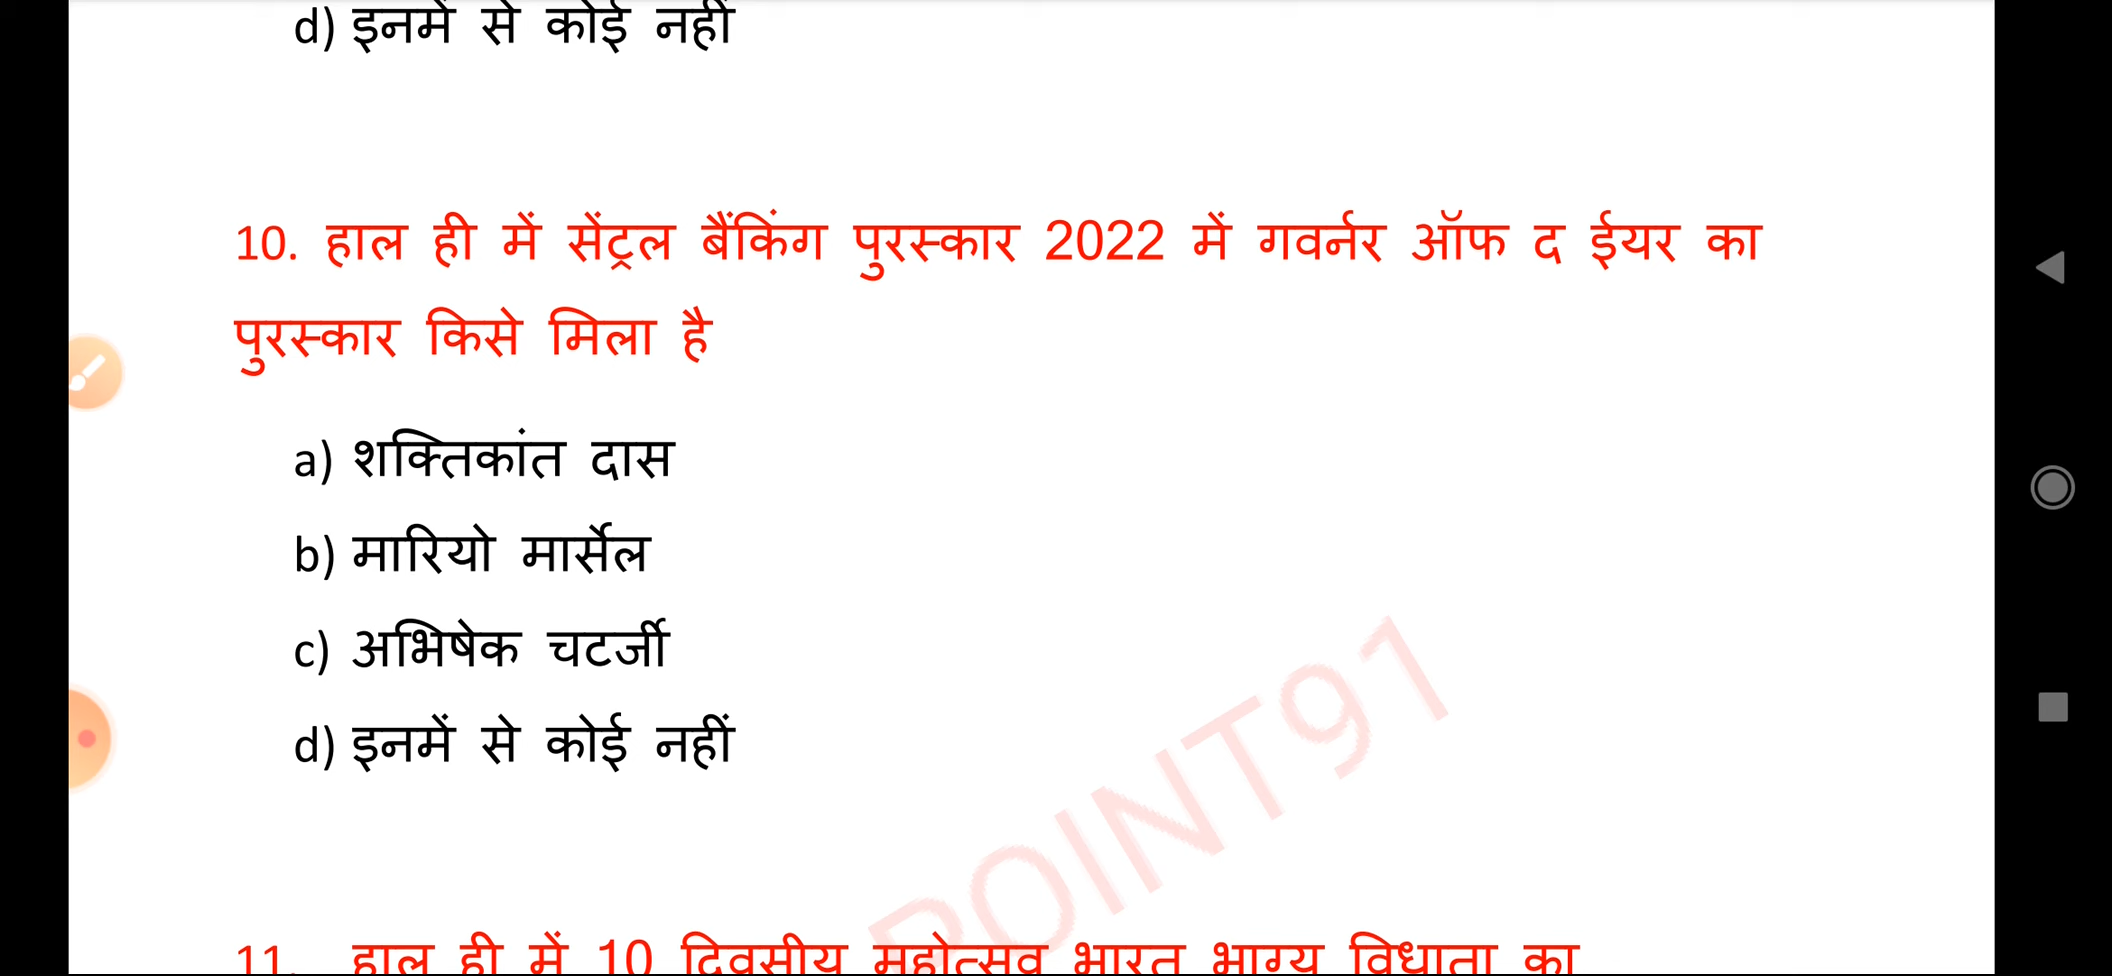 d) इनमें से कोई नहीं
10. हाल ही में सेंट्रल बैंकिंग पुरस्कार 2022 में गवर्नर ऑफ द ईयर का
पुरस्कार किसे मिला है
a) शक्तिकांत दास
b) मारियो मार्सेल
c) अभिषेक चटर्जी
d) इनमें से कोई नहीं
POINT91
11. हाल ही में 10 दिवसीय महोत्सव भारत भाग्य विधाता का